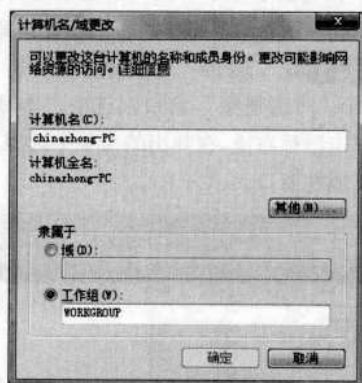 计算机名/域更改
可以更改这台计算机的名称和成员身份。更改可能影响网
络资源的访问。详细信息
计算机名(C):
chinazhong-PC
计算机全名:
chinazhong-PC
其他(M)...
隶属于
域(D):
工作组(W):
WORKGROUP
确定
取消